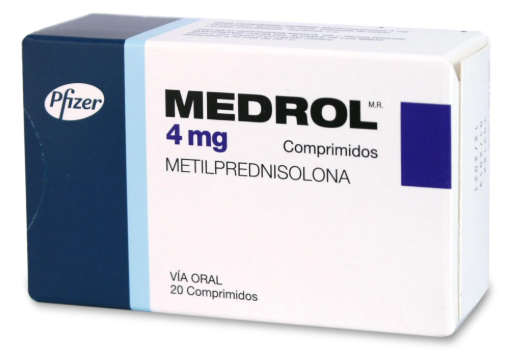 Pfizer
MEDROL M.R.
4 mg
Comprimidos
METILPREDNISOLONA
VÍA ORAL
20 Comprimidos